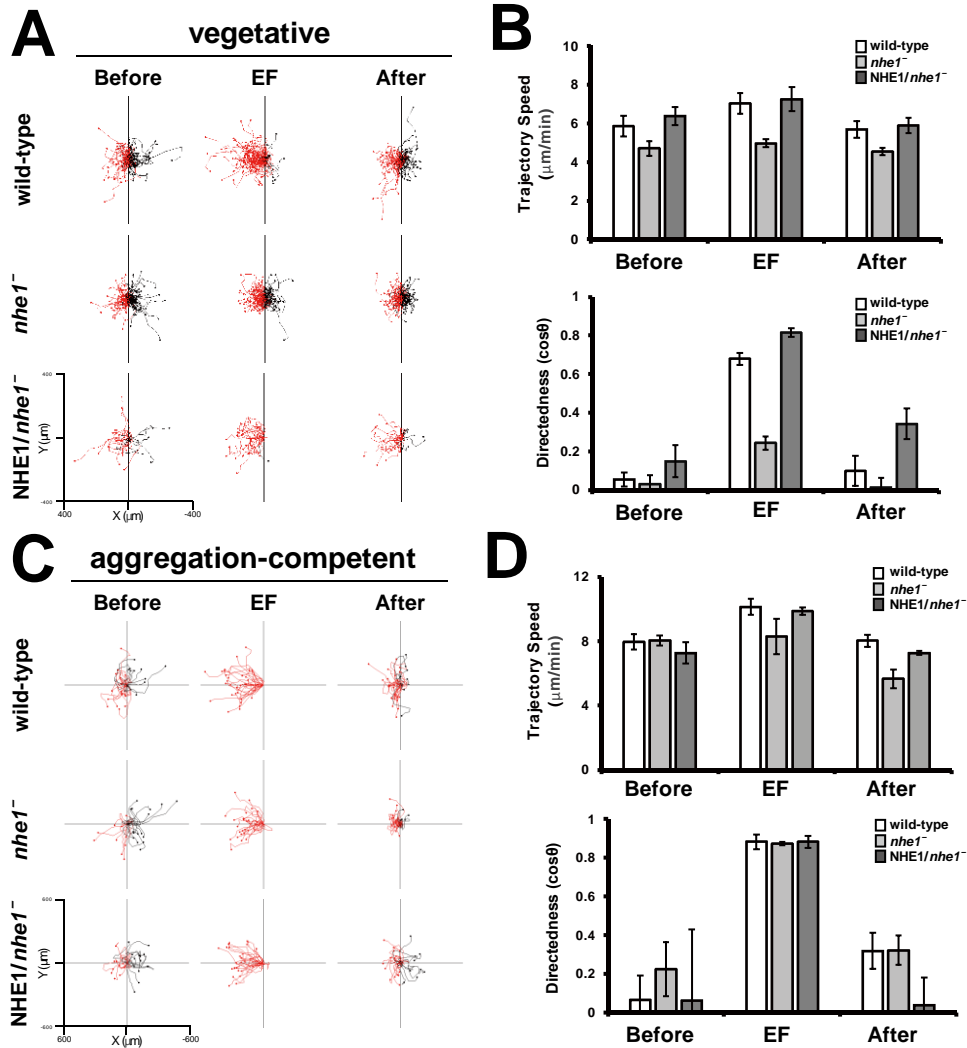 A
vegetative
Before EF After
wild-type
nhe1⁻
NHE1/nhe1⁻
400
Y (μm)
-400
400 -400
X (μm)
B
10
8
6
4
2
0
Trajectory Speed
(μm/min)
wild-type
nhe1⁻
NHE1/nhe1⁻
Before EF After
1
0.8
0.6
0.4
0.2
0
Directedness (cosθ)
wild-type
nhe1⁻
NHE1/nhe1⁻
Before EF After
C
aggregation-competent
Before EF After
wild-type
nhe1⁻
NHE1/nhe1⁻
600
Y (μm)
-600
600 -600
X (μm)
D
12
8
4
0
Trajectory Speed
(μm/min)
wild-type
nhe1⁻
NHE1/nhe1⁻
Before EF After
1
0.8
0.6
0.4
0.2
0
Directedness (cosθ)
wild-type
nhe1⁻
NHE1/nhe1⁻
Before EF After